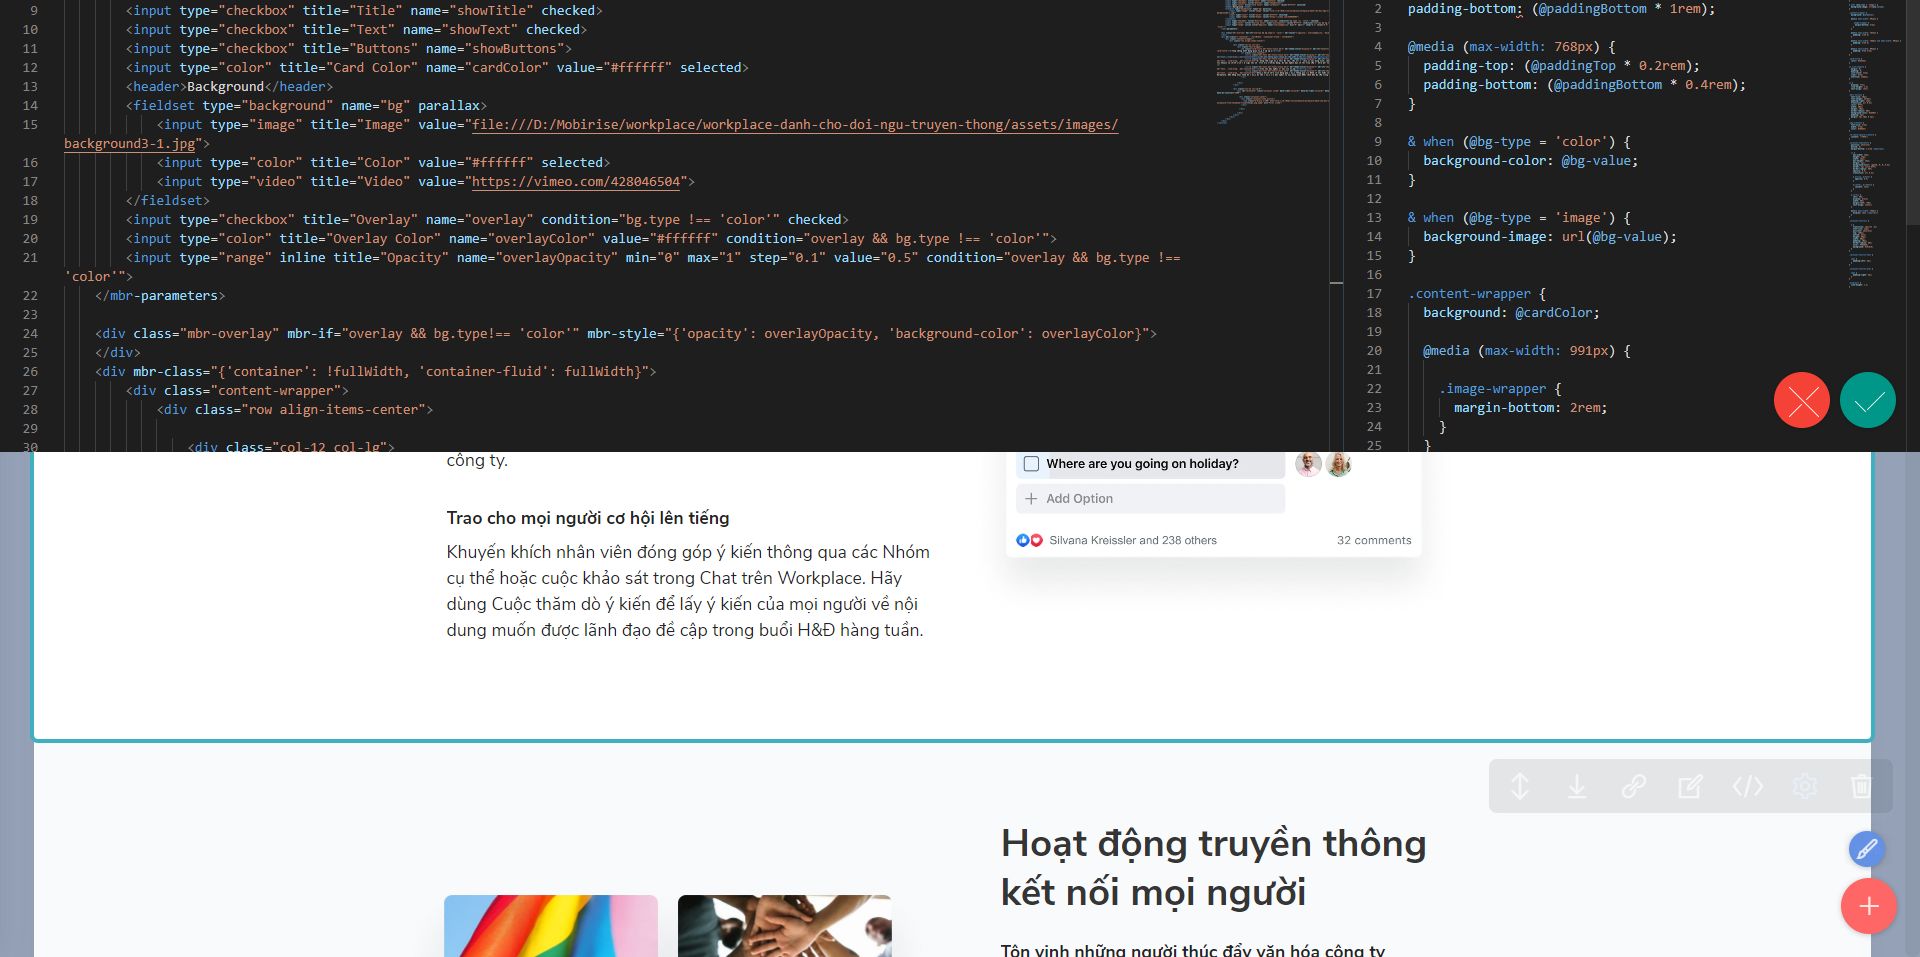 9 <input type="checkbox" title="Title" name="showTitle" checked>
10 <input type="checkbox" title="Text" name="showText" checked>
11 <input type="checkbox" title="Buttons" name="showButtons">
12 <input type="color" title="Card Color" name="cardColor" value="#ffffff" selected>
13 <header>Background</header>
14 <fieldset type="background" name="bg" parallax>
15 <input type="image" title="Image" value="file:///D:/Mobirise/workplace/workplace-danh-cho-doi-ngu-truyen-thong/assets/images/
background3-1.jpg">
16 <input type="color" title="Color" value="#ffffff" selected>
17 <input type="video" title="Video" value="https://vimeo.com/428046504">
18 </fieldset>
19 <input type="checkbox" title="Overlay" name="overlay" condition="bg.type !== 'color'" checked>
20 <input type="color" title="Overlay Color" name="overlayColor" value="#ffffff" condition="overlay && bg.type !== 'color'">
21 <input type="range" inline title="Opacity" name="overlayOpacity" min="0" max="1" step="0.1" value="0.5" condition="overlay && bg.type !==
'color'">
22 </mbr-parameters>
23
24 <div class="mbr-overlay" mbr-if="overlay && bg.type!== 'color'" mbr-style="{'opacity': overlayOpacity, 'background-color': overlayColor}">
25 </div>
26 <div mbr-class="{'container': !fullWidth, 'container-fluid': fullWidth}">
27 <div class="content-wrapper">
28 <div class="row align-items-center">
29
30 <div class="col-12 col-lg">
2 padding-bottom: (@paddingBottom * 1rem);
3
4 @media (max-width: 768px) {
5 padding-top: (@paddingTop * 0.2rem);
6 padding-bottom: (@paddingBottom * 0.4rem);
7 }
8
9 & when (@bg-type = 'color') {
10 background-color: @bg-value;
11 }
12
13 & when (@bg-type = 'image') {
14 background-image: url(@bg-value);
15 }
16
17 .content-wrapper {
18 background: @cardColor;
19
20 @media (max-width: 991px) {
21
22 .image-wrapper {
23 margin-bottom: 2rem;
24 }
25 }
công ty.
Trao cho mọi người cơ hội lên tiếng
Khuyến khích nhân viên đóng góp ý kiến thông qua các Nhóm
cụ thể hoặc cuộc khảo sát trong Chat trên Workplace. Hãy
dùng Cuộc thăm dò ý kiến để lấy ý kiến của mọi người về nội
dung muốn được lãnh đạo đề cập trong buổi H&Đ hàng tuần.
Where are you going on holiday?
Add Option
Silvana Kreissler and 238 others 32 comments
Hoạt động truyền thông
kết nối mọi người
Tôn vinh những người thúc đẩy văn hóa công ty